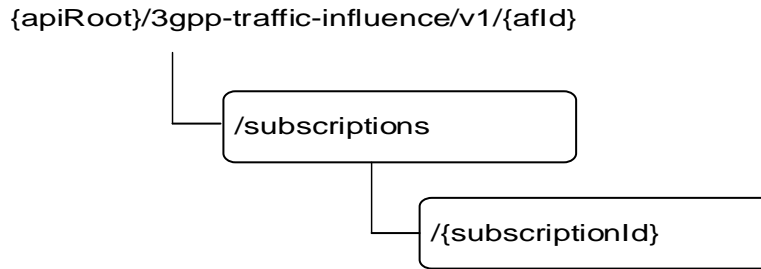 {apiRoot}/3gpp-traffic-influence/v1/{afId}
/subscriptions
/{subscriptionId}